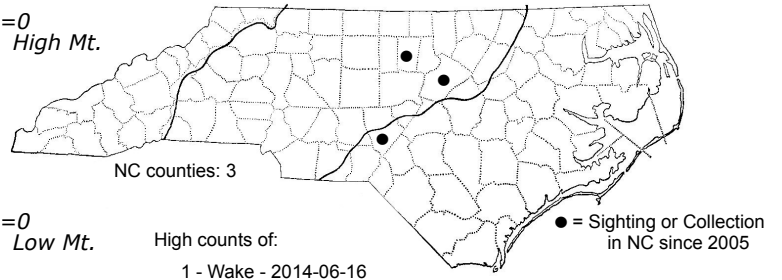 =0
High Mt.
NC counties: 3
=0
Low Mt.
High counts of:
1 - Wake - 2014-06-16
● = Sighting or Collection
in NC since 2005